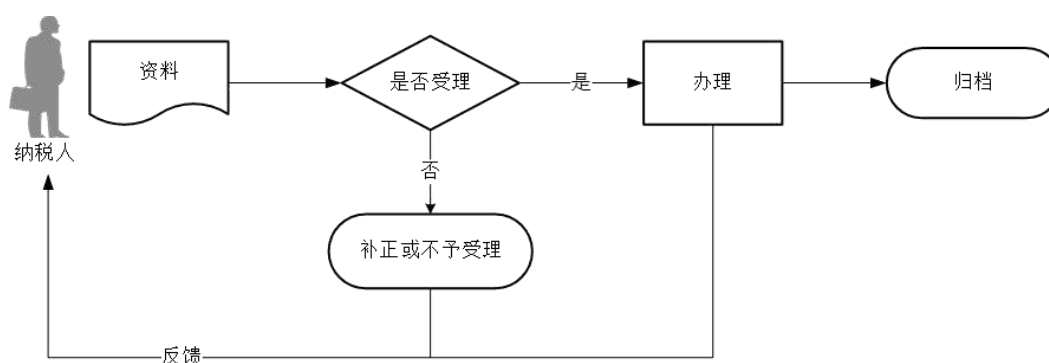 资料
是否受理
是
办理
归档
纳税人
否
补正或不予受理
反馈